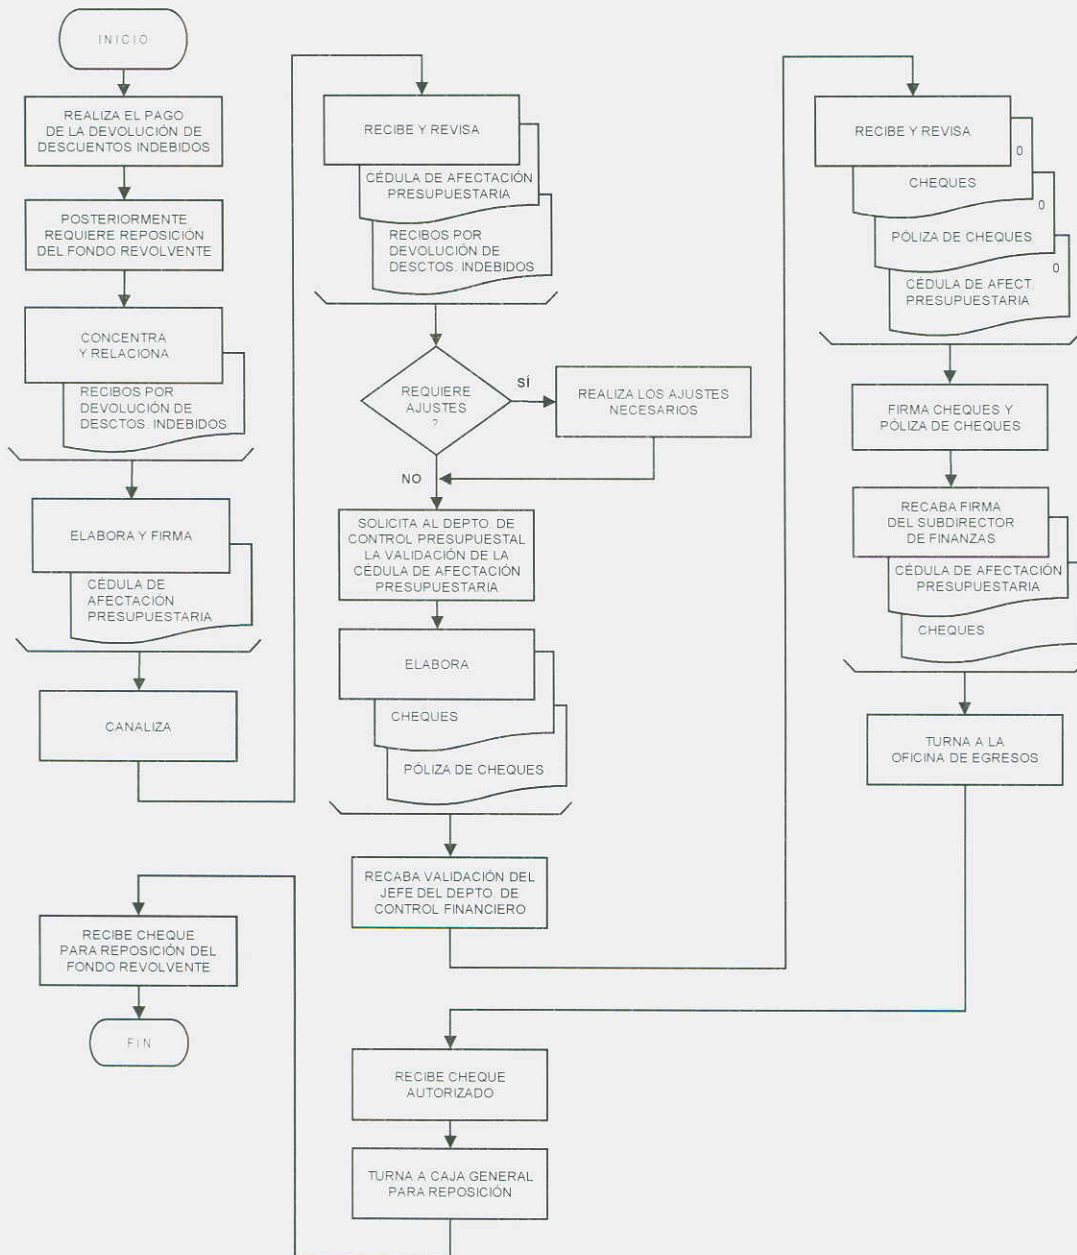 INICIO
REALIZA EL PAGO
DE LA DEVOLUCIÓN DE
DESCUENTOS INDEBIDOS
POSTERIORMENTE
REQUIERE REPOSICIÓN
DEL FONDO REVOLVENTE
CONCENTRA
Y RELACIONA
RECIBOS POR
DEVOLUCIÓN DE
DESCTOS. INDEBIDOS
ELABORA Y FIRMA
CÉDULA DE
AFECTACIÓN
PRESUPUESTARIA
CANALIZA
RECIBE Y REVISA
CÉDULA DE AFECTACIÓN
PRESUPUESTARIA
RECIBOS POR
DEVOLUCIÓN DE
DESCTOS. INDEBIDOS
REQUIERE
AJUSTES
?
SÍ
REALIZA LOS AJUSTES
NECESARIOS
NO
SOLICITA AL DEPTO. DE
CONTROL PRESUPUESTAL
LA VALIDACIÓN DE LA
CÉDULA DE AFECTACIÓN
PRESUPUESTARIA
ELABORA
CHEQUES
PÓLIZA DE CHEQUES
RECABA VALIDACIÓN DEL
JEFE DEL DEPTO. DE
CONTROL FINANCIERO
RECIBE Y REVISA
0
CHEQUES
0
PÓLIZA DE CHEQUES
0
CÉDULA DE AFECT.
PRESUPUESTARIA
FIRMA CHEQUES Y
PÓLIZA DE CHEQUES
RECABA FIRMA
DEL SUBDIRECTOR
DE FINANZAS
CÉDULA DE AFECTACIÓN
PRESUPUESTARIA
CHEQUES
TURNA A LA
OFICINA DE EGRESOS
RECIBE CHEQUE
AUTORIZADO
TURNA A CAJA GENERAL
PARA REPOSICIÓN
RECIBE CHEQUE
PARA REPOSICIÓN DEL
FONDO REVOLVENTE
FIN